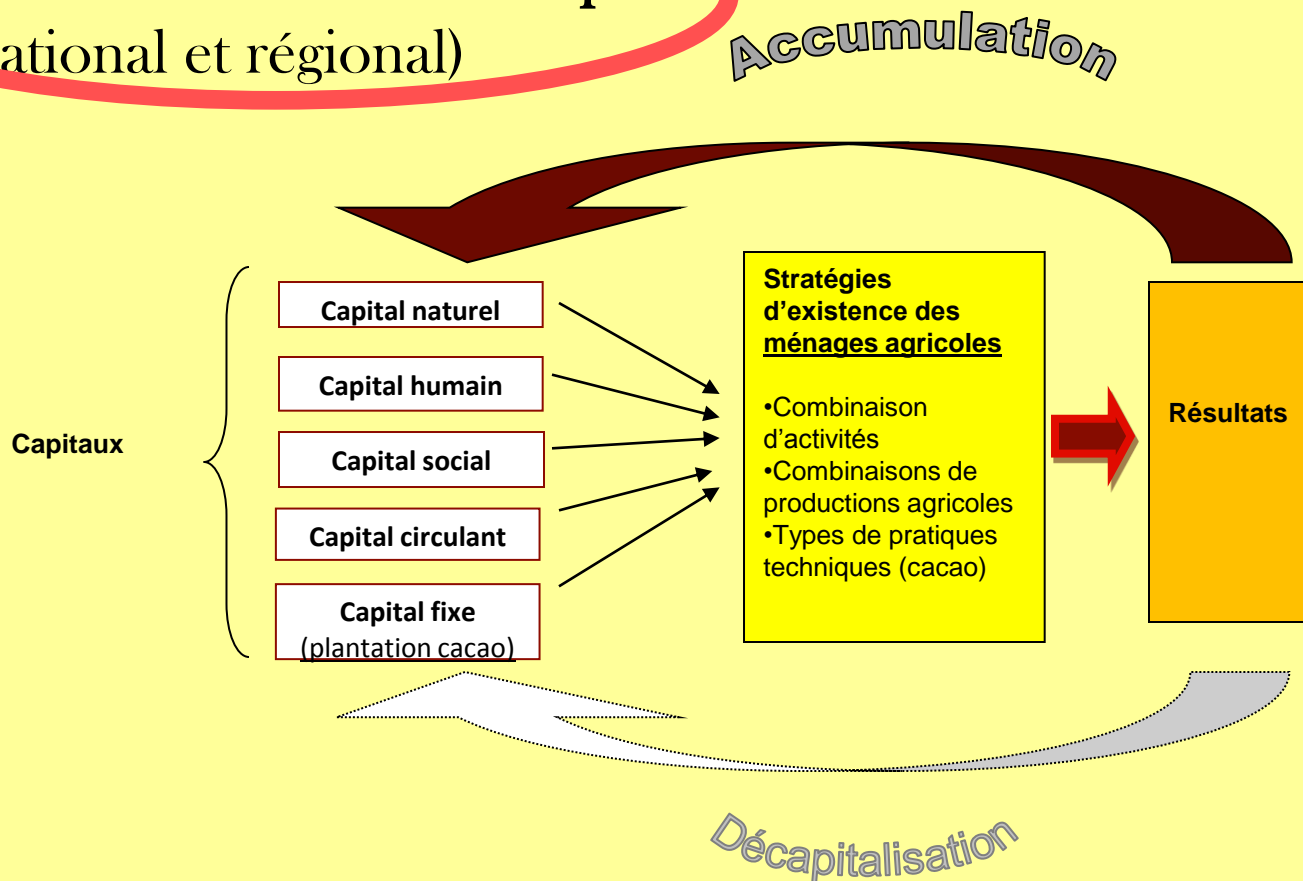 ational et régional)
Accumulation
Capitaux
Capital naturel
Capital humain
Capital social
Capital circulant
Capital fixe
(plantation cacao)
Stratégies
d’existence des
ménages agricoles
•Combinaison
d’activités
•Combinaisons de
productions agricoles
•Types de pratiques
techniques (cacao)
Résultats
Décapitalisation